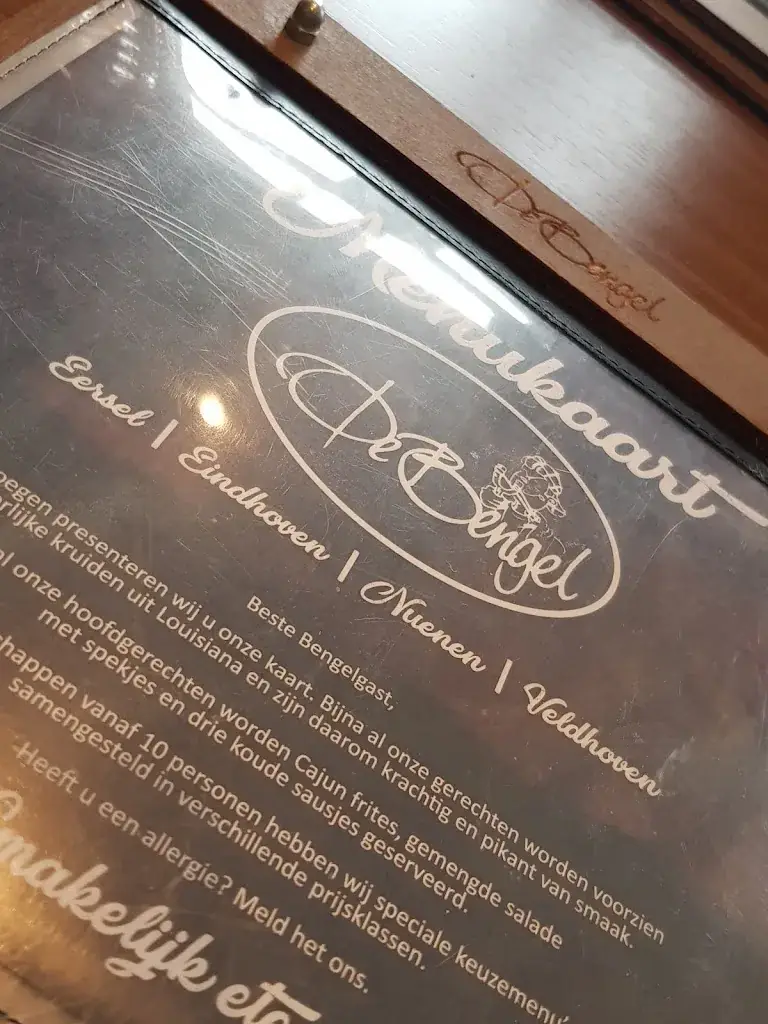 De Bengel
Menukaart
De Bengel
Eersel | Eindhoven | Nuenen | Veldhoven
Beste Bengelgast,
presenteren wij u onze kaart. Bijna al onze gerechten worden voorzien
kruiden uit Louisiana en zijn daarom krachtig en pikant van smaak.
onze hoofdgerechten worden Cajun frites, gemengde salade
met spekjes en drie koude sausjes geserveerd.
vanaf 10 personen hebben wij speciale keuzemenu'
samengesteld in verschillende prijsklassen.
Heeft u een allergie? Meld het ons.
makelijk